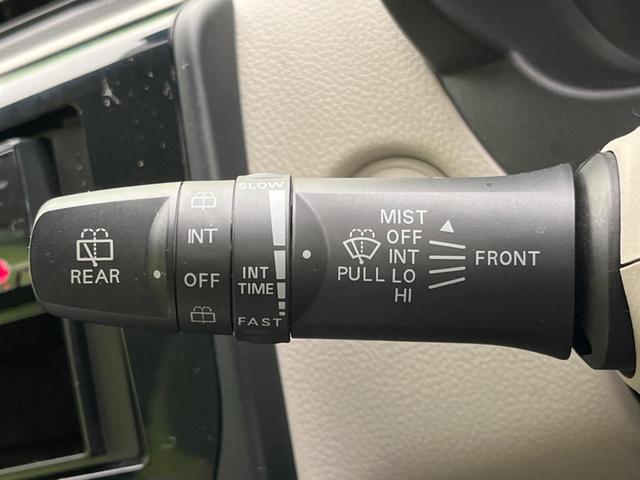 REAR
INT
OFF
SLOW
INT
TIME
FAST
PULL
MIST
OFF
INT
LO
HI
FRONT